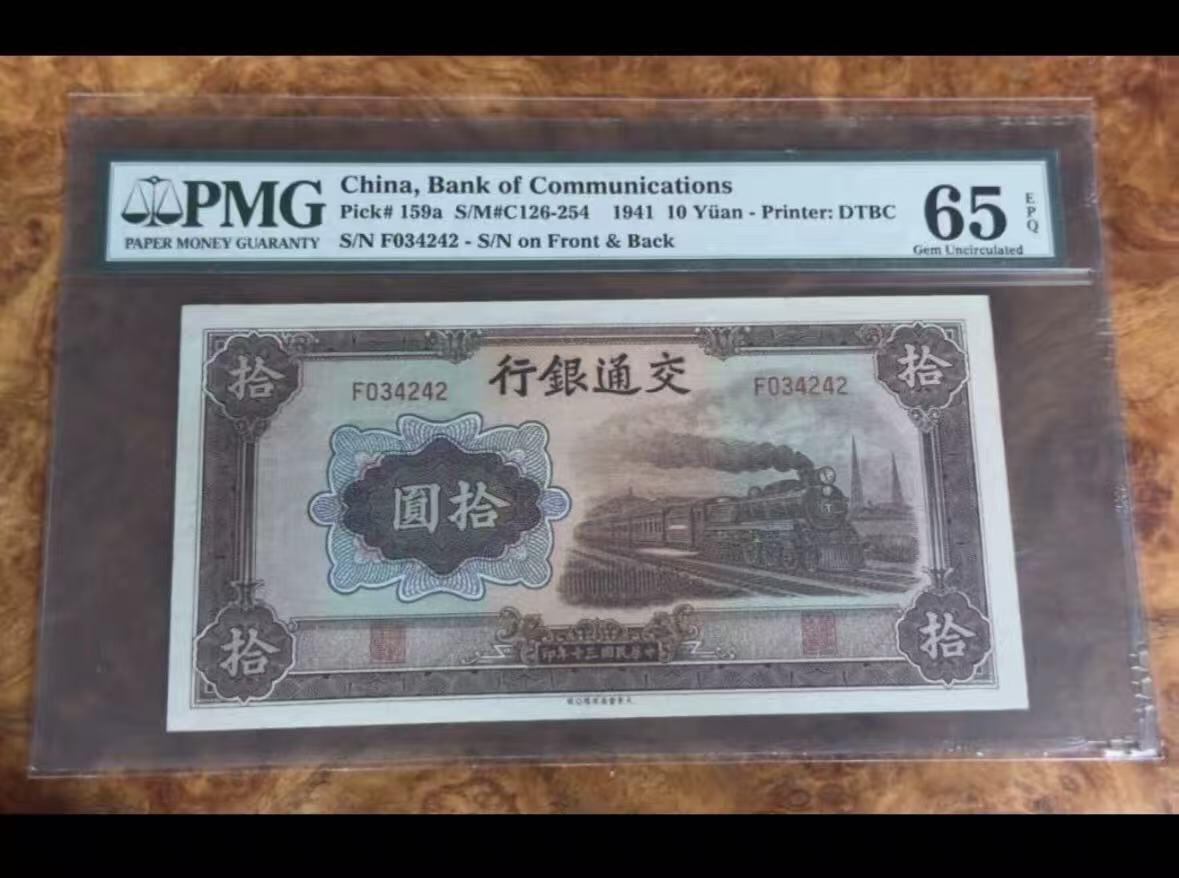 PMG
PAPER MONEY GUARANTY
China, Bank of Communications
Pick# 159a S/M#C126-254 1941 10 Yüan - Printer: DTBC
S/N F034242 - S/N on Front & Back
65
EPQ
Gem Uncirculated
拾
行銀通交
拾
F034242
F034242
圓拾
拾
印年十三國民華中
拾